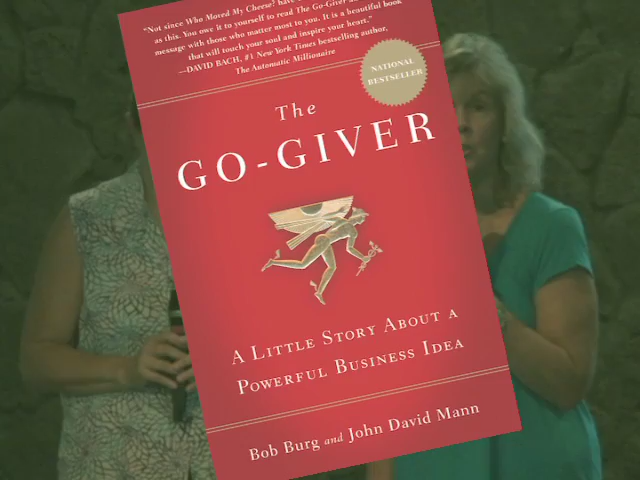 "Not since Who Moved My Cheese? have
as this. You owe it to yourself to read The Go-Giver
message with those who matter most to you. It is a beautiful book
that will touch your soul and inspire your heart."
—DAVID BACH, #1 New York Times bestselling author,
The Automatic Millionaire
NATIONAL
BESTSELLER
The
GO-GIVER
A LITTLE STORY ABOUT A
POWERFUL BUSINESS IDEA
Bob Burg and John David Mann